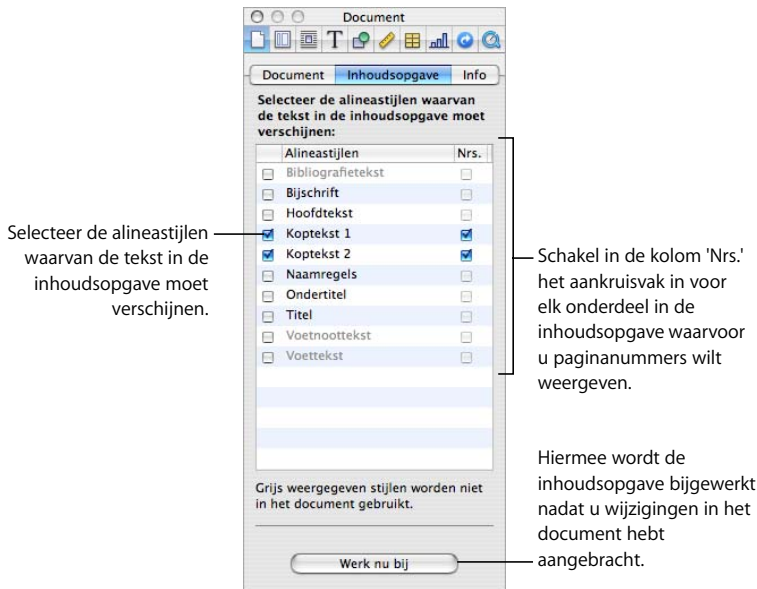 Document
T
Document Inhoudsopgave Info
Selecteer de alineastijlen waarvan
de tekst in de inhoudsopgave moet
verschijnen:
Alineastijlen Nrs.
Bibliografietekst
Bijschrift
Hoofdtekst
Koptekst 1
Koptekst 2
Naamregels
Ondertitel
Titel
Voetnoottekst
Voettekst
Grijs weergegeven stijlen worden niet
in het document gebruikt.
Werk nu bij
Selecteer de alineastijlen
waarvan de tekst in de
inhoudsopgave moet
verschijnen.
Schakel in de kolom 'Nrs.'
het aankruisvak in voor
elk onderdeel in de
inhoudsopgave waarvoor
u paginanummers wilt
weergeven.
Hiermee wordt de
inhoudsopgave bijgewerkt
nadat u wijzigingen in het
document hebt
aangebracht.